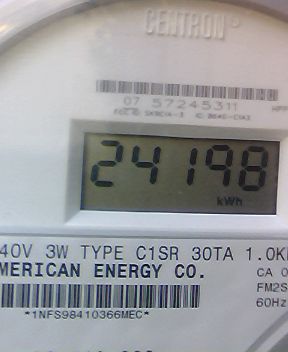 CENTRON
07 57245311
24198
kWh
40V 3W TYPE C1SR 30TA 1.0K
MERICAN ENERGY CO.
CA 0
FM2S
60Hz
*1NFS98410366MEC*